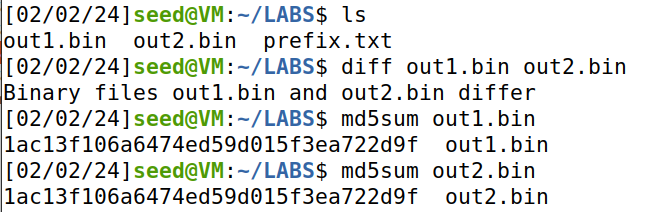 [02/02/24]seed@VM:~/LABS$ ls
out1.bin  out2.bin  prefix.txt
[02/02/24]seed@VM:~/LABS$ diff out1.bin out2.bin
Binary files out1.bin and out2.bin differ
[02/02/24]seed@VM:~/LABS$ md5sum out1.bin
1ac13f106a6474ed59d015f3ea722d9f  out1.bin
[02/02/24]seed@VM:~/LABS$ md5sum out2.bin
1ac13f106a6474ed59d015f3ea722d9f  out2.bin